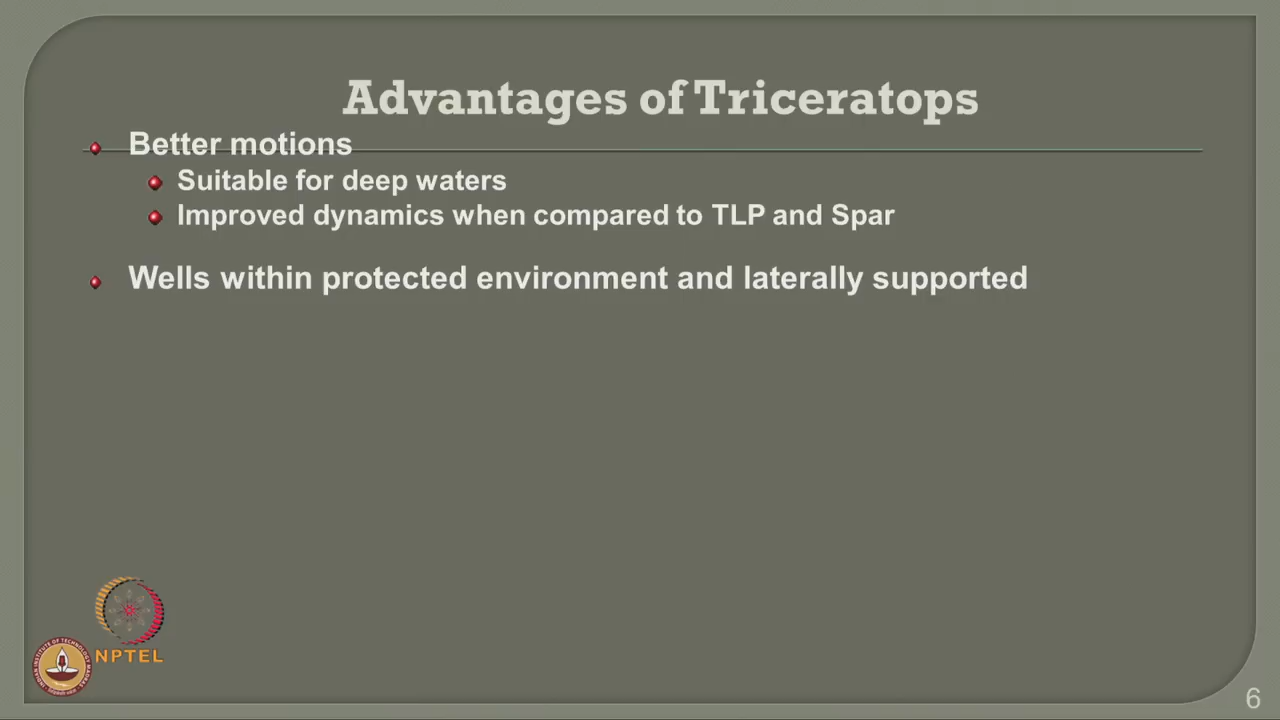 Advantages of Triceratops
Better motions
Suitable for deep waters
Improved dynamics when compared to TLP and Spar
Wells within protected environment and laterally supported
NPTEL
6